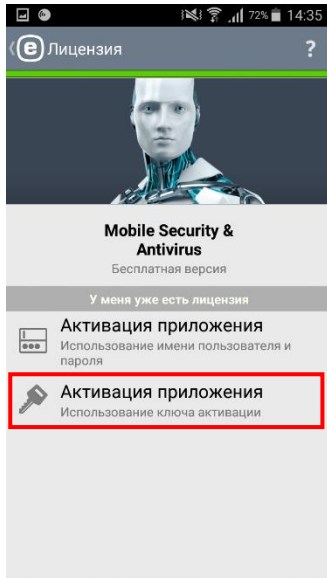 72% 14:35
e Лицензия ?
Mobile Security &
Antivirus
Бесплатная версия
У меня уже есть лицензия
Активация приложения
Использование имени пользователя и
пароля
Активация приложения
Использование ключа активации